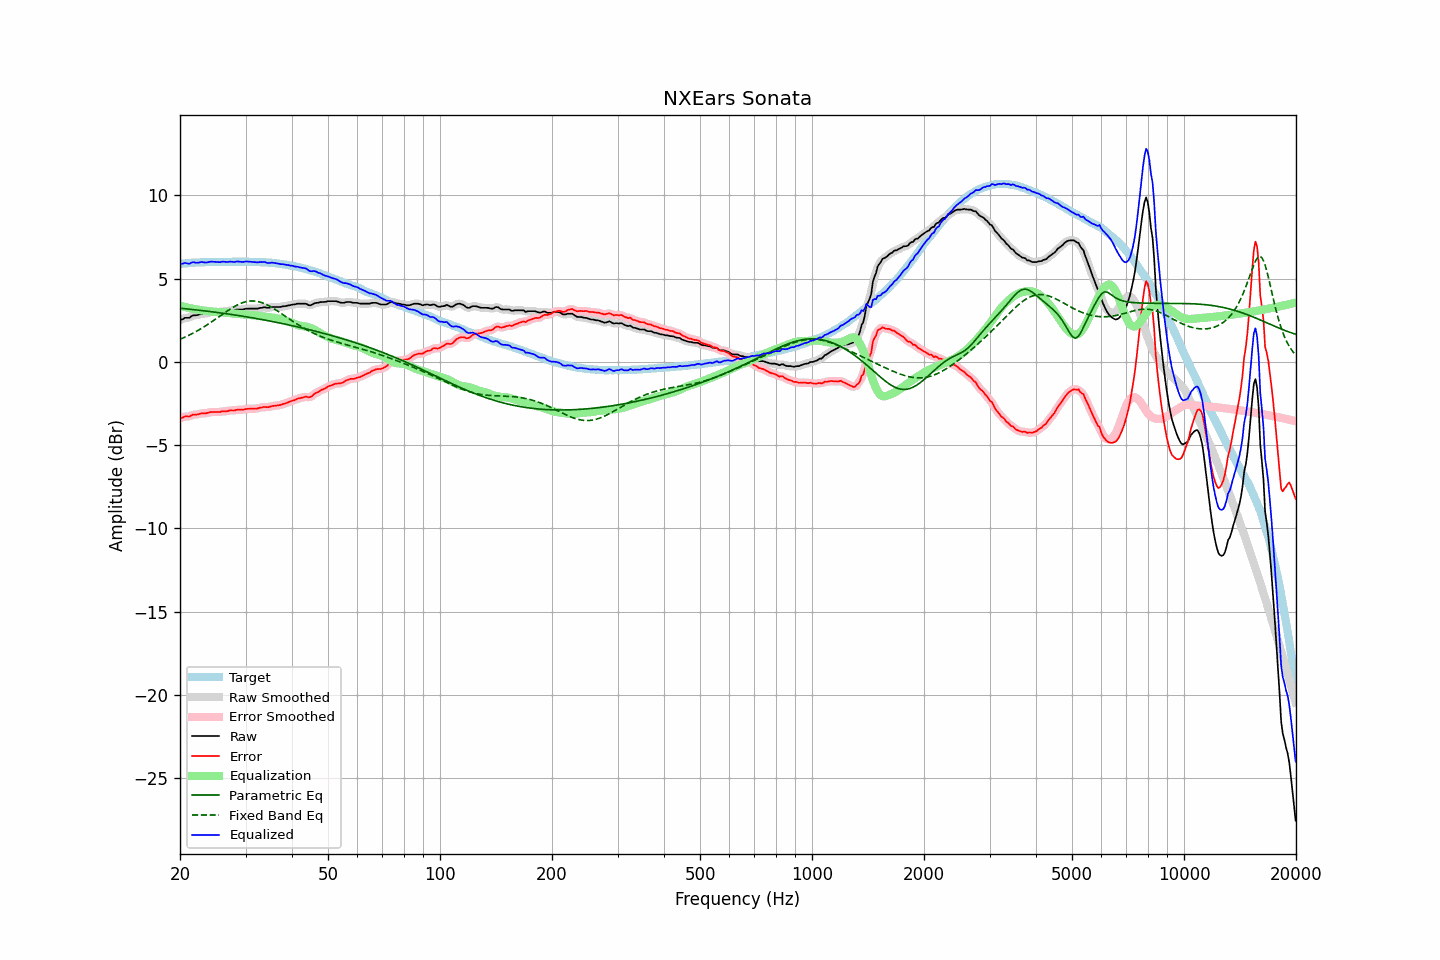 NXEars Sonata
Amplitude (dBr)
10
5
0
−5
−10
−15
−20
−25
Target
Raw Smoothed
Error Smoothed
Raw
Error
Equalization
Parametric Eq
Fixed Band Eq
Equalized
20 50 100 200 500 1000 2000 5000 10000 20000
Frequency (Hz)